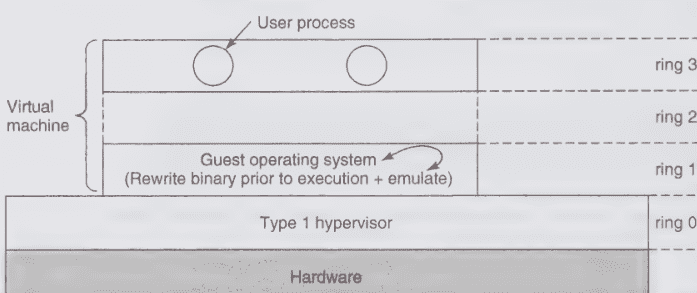 User process
ring 3
Virtual
machine
ring 2
Guest operating system
(Rewrite binary prior to execution + emulate)
ring 1
Type 1 hypervisor
ring 0
Hardware